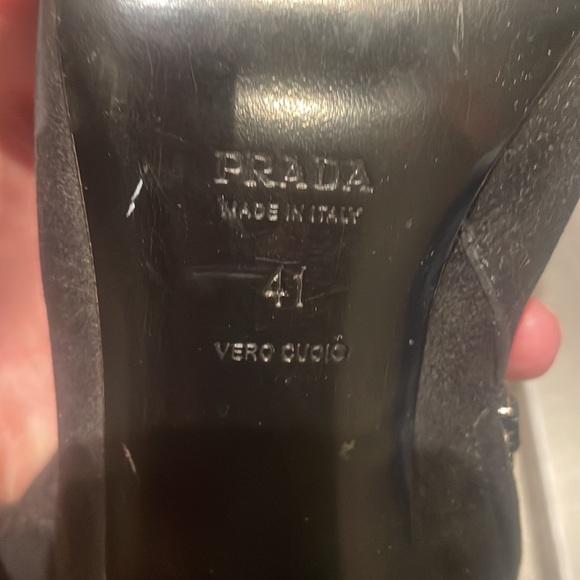 PRADA
MADE IN ITALY
41
VERO CUOIO